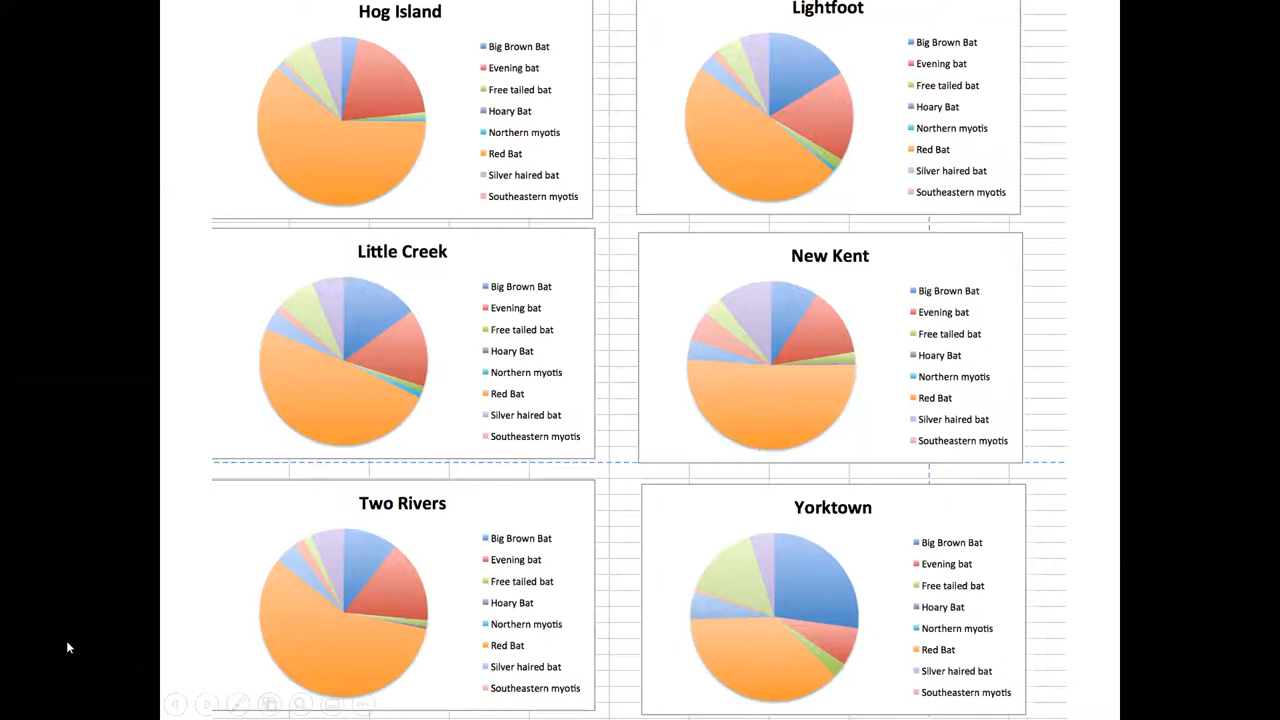 Hog Island
Big Brown Bat
Evening bat
Free tailed bat
Hoary Bat
Northern myotis
Red Bat
Silver haired bat
Southeastern myotis
Lightfoot
Big Brown Bat
Evening bat
Free tailed bat
Hoary Bat
Northern myotis
Red Bat
Silver haired bat
Southeastern myotis
Little Creek
Big Brown Bat
Evening bat
Free tailed bat
Hoary Bat
Northern myotis
Red Bat
Silver haired bat
Southeastern myotis
New Kent
Big Brown Bat
Evening bat
Free tailed bat
Hoary Bat
Northern myotis
Red Bat
Silver haired bat
Southeastern myotis
Two Rivers
Big Brown Bat
Evening bat
Free tailed bat
Hoary Bat
Northern myotis
Red Bat
Silver haired bat
Southeastern myotis
Yorktown
Big Brown Bat
Evening bat
Free tailed bat
Hoary Bat
Northern myotis
Red Bat
Silver haired bat
Southeastern myotis